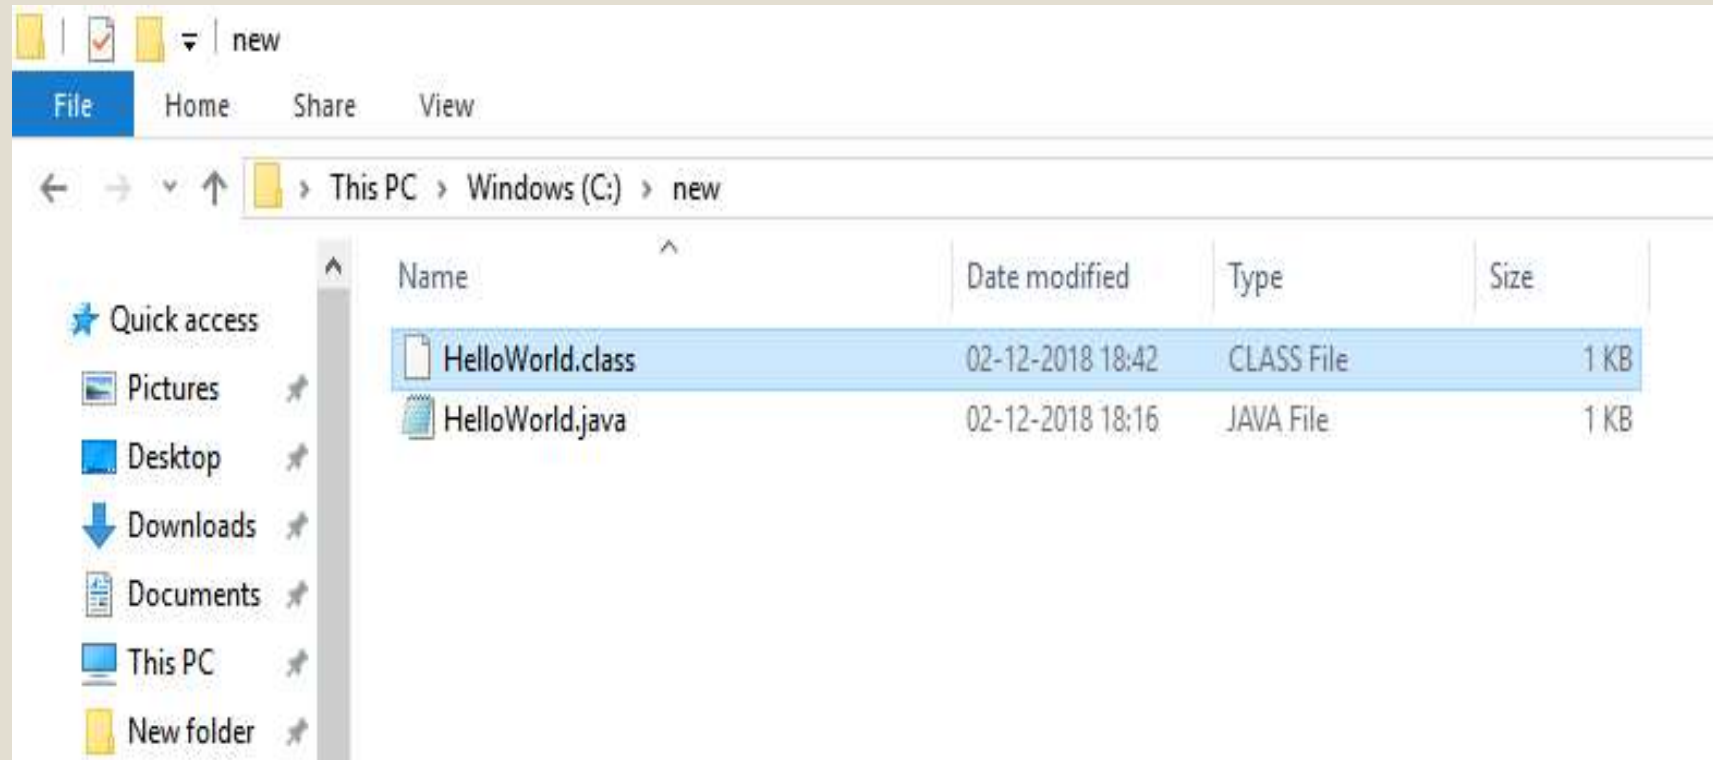 new
File Home Share View
This PC > Windows (C:) > new
Name Date modified Type Size
Quick access
HelloWorld.class 02-12-2018 18:42 CLASS File 1 KB
Pictures
HelloWorld.java 02-12-2018 18:16 JAVA File 1 KB
Desktop
Downloads
Documents
This PC
New folder